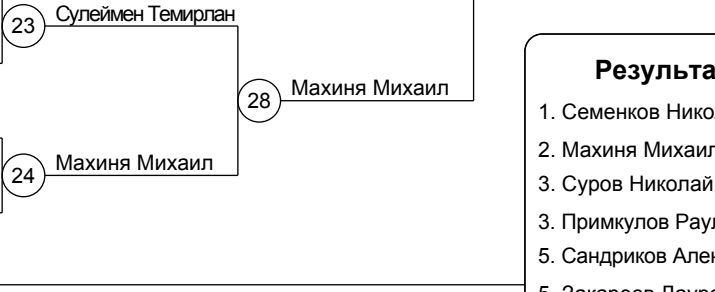 23 Сулеймен Темирлан
28 Махиня Михаил
24 Махиня Михаил
1. Семенков
2. Махиня Михаил
3. Суров Николай
3. Примкулов
5. Сандриков